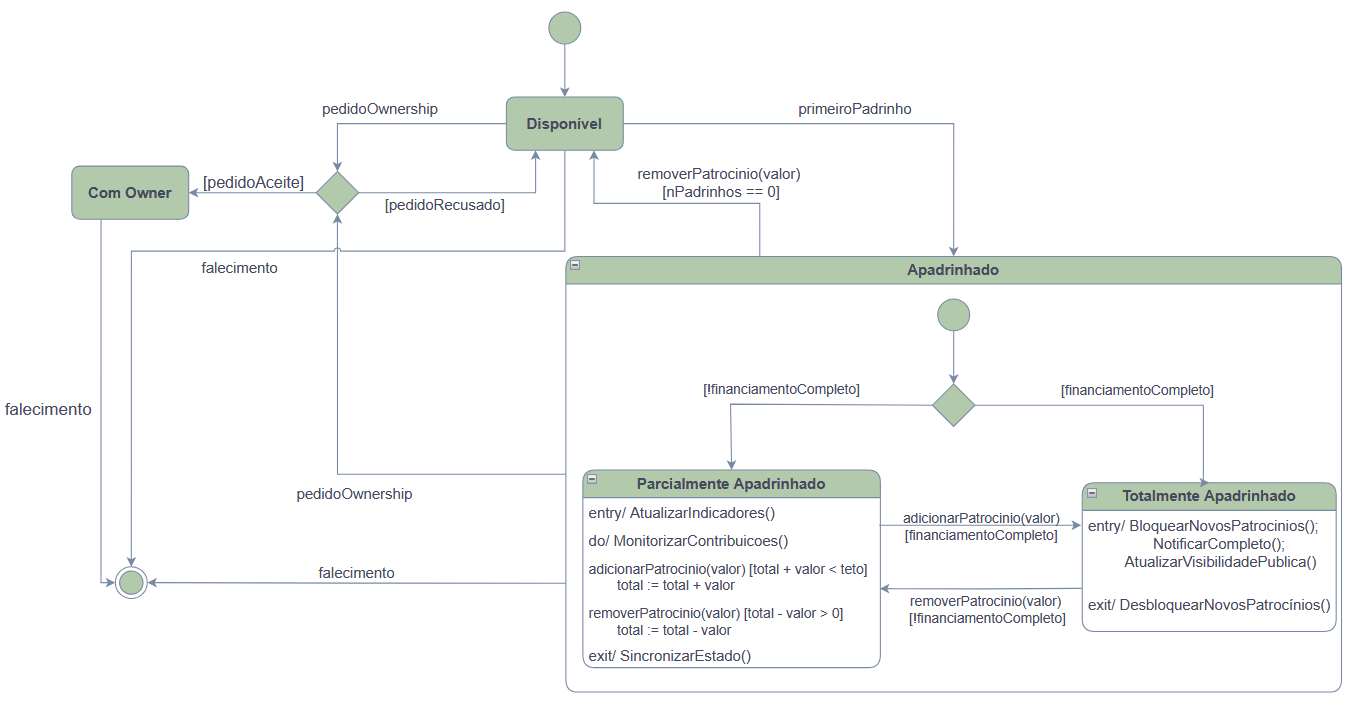 pedidoOwnership
Disponível
primeiroPadrinho
Com Owner
[pedidoAceite]
[pedidoRecusado]
removerPatrocinio(valor)
[nPadrinhos == 0]
falecimento
Apadrinhado
[!financiamentoCompleto]
[financiamentoCompleto]
falecimento
pedidoOwnership
Parcialmente Apadrinhado
entry/ AtualizarIndicadores()
do/ MonitorizarContribuicoes()
adicionarPatrocinio(valor) [total + valor < teto]
total := total + valor
removerPatrocinio(valor) [total - valor > 0]
total := total - valor
exit/ SincronizarEstado()
adicionarPatrocinio(valor)
[financiamentoCompleto]
removerPatrocinio(valor)
[!financiamentoCompleto]
Totalmente Apadrinhado
entry/ BloquearNovosPatrocinios();
NotificarCompleto();
AtualizarVisibilidadePublica()
exit/ DesbloquearNovosPatrocínios()
falecimento